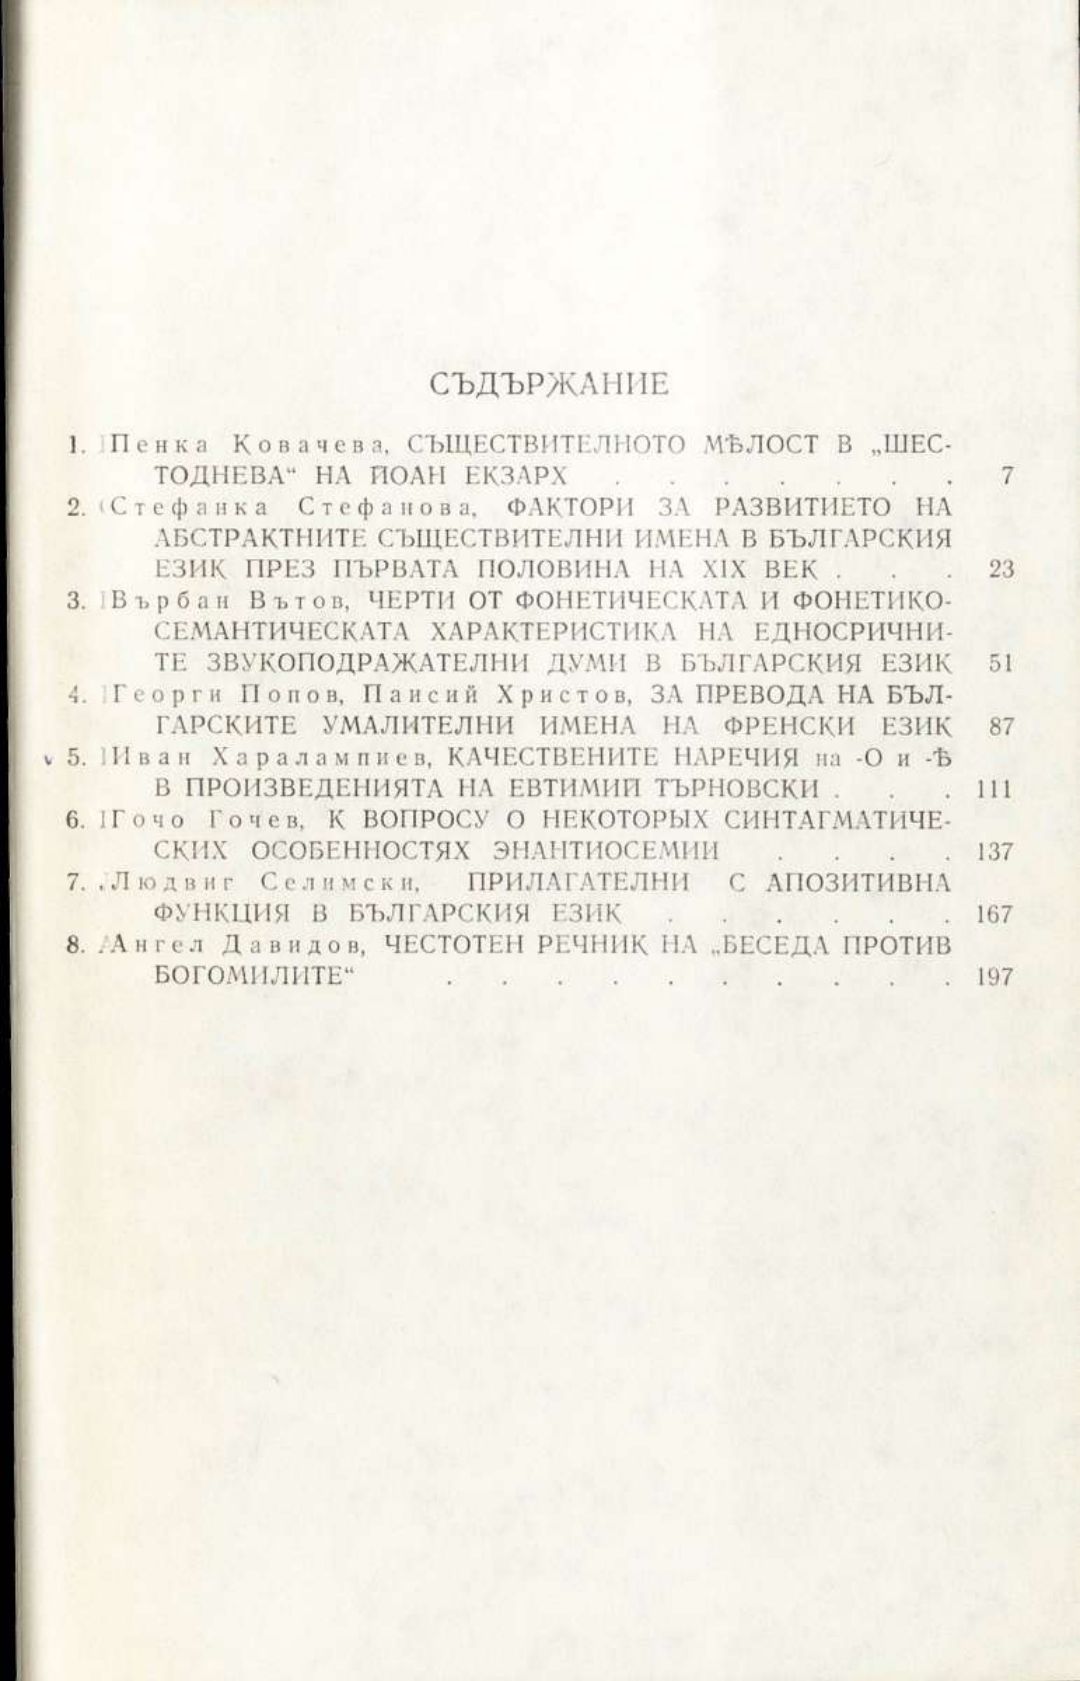 СЪДЪРЖАНИЕ
1. Пенка Ковачева, СЪЩЕСТВИТЕЛНОТО МѢЛОСТ В „ШЕС-
ТОДНЕВА“ НА ЙОАН ЕКЗАРХ . . . . . . . 7
2. Стефанка Стефанова, ФАКТОРИ ЗА РАЗВИТИЕТО НА
АБСТРАКТНИТЕ СЪЩЕСТВИТЕЛНИ ИМЕНА В БЪЛГАРСКИЯ
ЕЗИК ПРЕЗ ПЪРВАТА ПОЛОВИНА НА XIX ВЕК . . . 23
3. Върбан Вътов, ЧЕРТИ ОТ ФОНЕТИЧЕСКАТА И ФОНЕТИКО-
СЕМАНТИЧЕСКАТА ХАРАКТЕРИСТИКА НА ЕДНОСРИЧНИ-
ТЕ ЗВУКОПОДРАЖАТЕЛНИ ДУМИ В БЪЛГАРСКИЯ ЕЗИК 51
4. Георги Попов, Паисий Христов, ЗА ПРЕВОДА НА БЪЛ-
ГАРСКИТЕ УМАЛИТЕЛНИ ИМЕНА НА ФРЕНСКИ ЕЗИК 87
5. Иван Харалампиев, КАЧЕСТВЕНИТЕ НАРЕЧИЯ на -О и -Ѣ
В ПРОИЗВЕДЕНИЯТА НА ЕВТИМИЙ ТЪРНОВСКИ . . . 111
6. Гочо Гочев, К ВОПРОСУ О НЕКОТОРЫХ СИНТАГМАТИЧЕ-
СКИХ ОСОБЕННОСТЯХ ЭНАНТИОСЕМИИ . . . . 137
7. Людвиг Селимски, ПРИЛАГАТЕЛНИ С АПОЗИТИВНА
ФУНКЦИЯ В БЪЛГАРСКИЯ ЕЗИК . . . . . . 167
8. Ангел Давидов, ЧЕСТОТЕН РЕЧНИК НА „БЕСЕДА ПРОТИВ
БОГОМИЛИТЕ“ . . . . . . . . . . 197